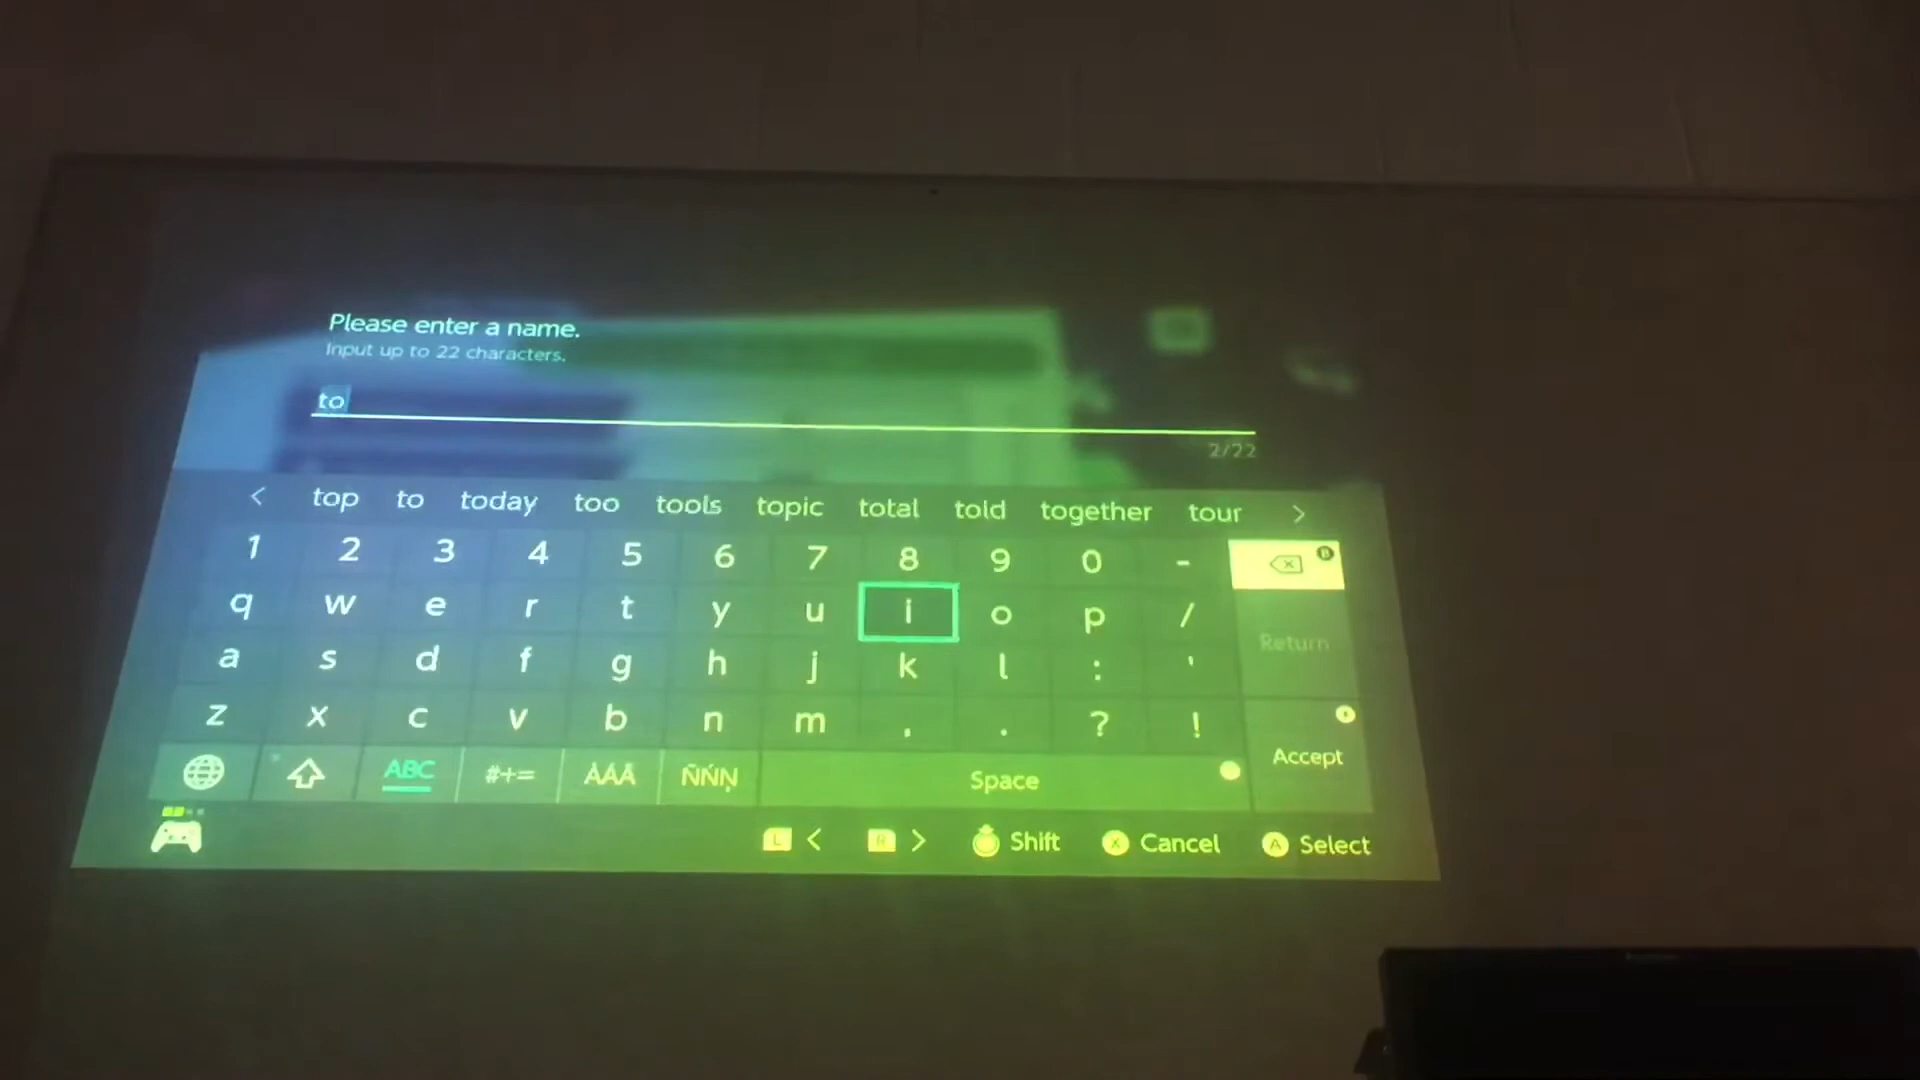 Please enter a name.
Input up to 22 characters.
to
2/22
< top to today too tools topic total told together tour >
1 2 3 4 5 6 7 8 9 0 - B
q w e r t y u i o p / Return
a s d f g h j k l : '
z x c v b n m , . ? !
ABC #+= ÀÁÂ ÑŃŅ Space Accept
L < R > Shift X Cancel A Select